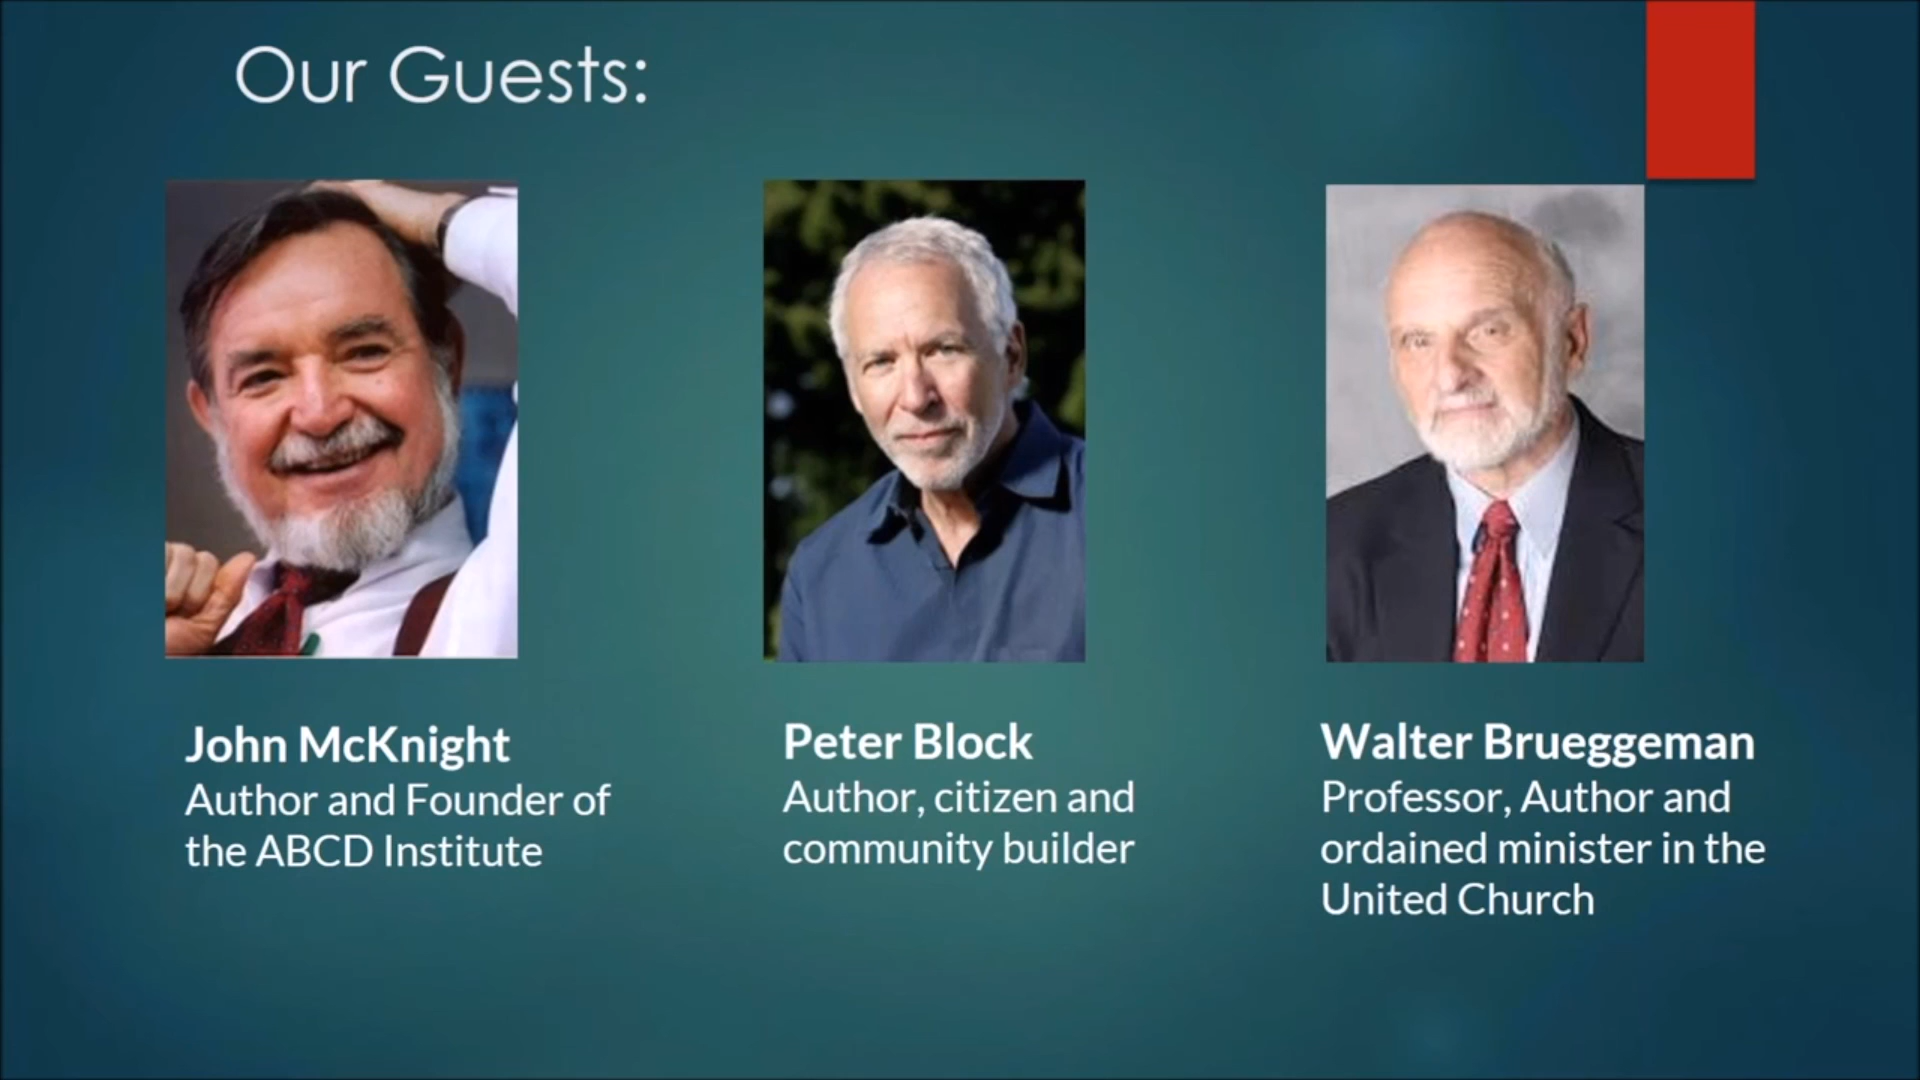 Our Guests:
John McKnight
Author and Founder of
the ABCD Institute
Peter Block
Author, citizen and
community builder
Walter Brueggeman
Professor, Author and
ordained minister in the
United Church